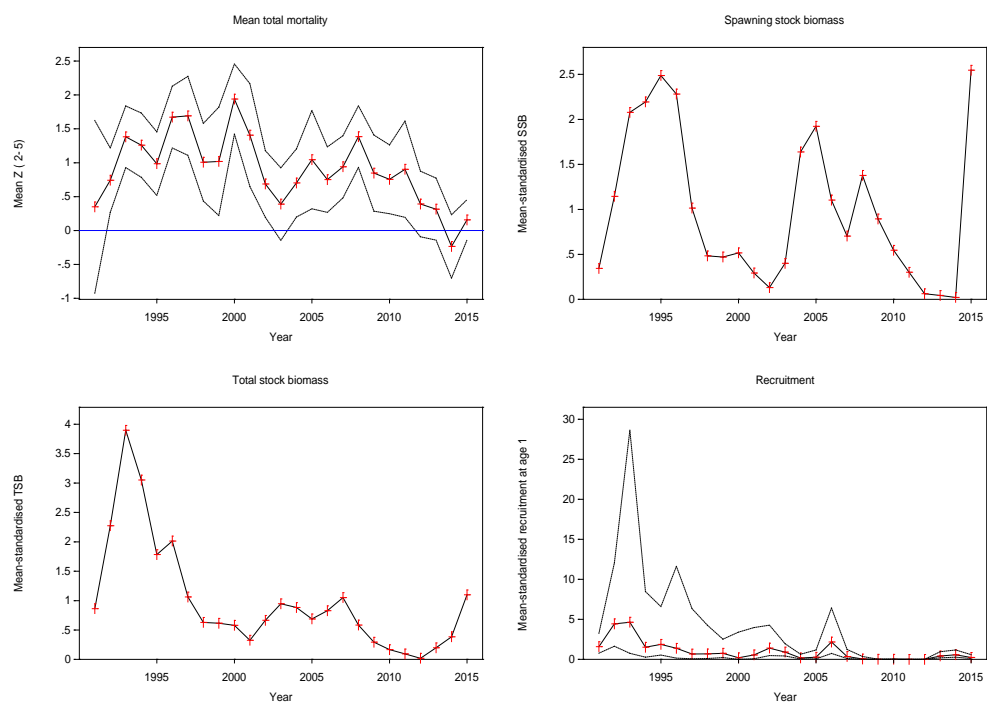 Mean total mortality
Mean Z ( 2- 5)
2.5
2
1.5
1
.5
0
-.5
-1
1995 2000 2005 2010 2015
Year
Spawning stock biomass
Mean-standardised SSB
2.5
2
1.5
1
.5
0
1995 2000 2005 2010 2015
Year
Total stock biomass
Mean-standardised TSB
4
3.5
3
2.5
2
1.5
1
.5
0
1995 2000 2005 2010 2015
Year
Recruitment
Mean-standardised recruitment at age 1
30
25
20
15
10
5
0
1995 2000 2005 2010 2015
Year